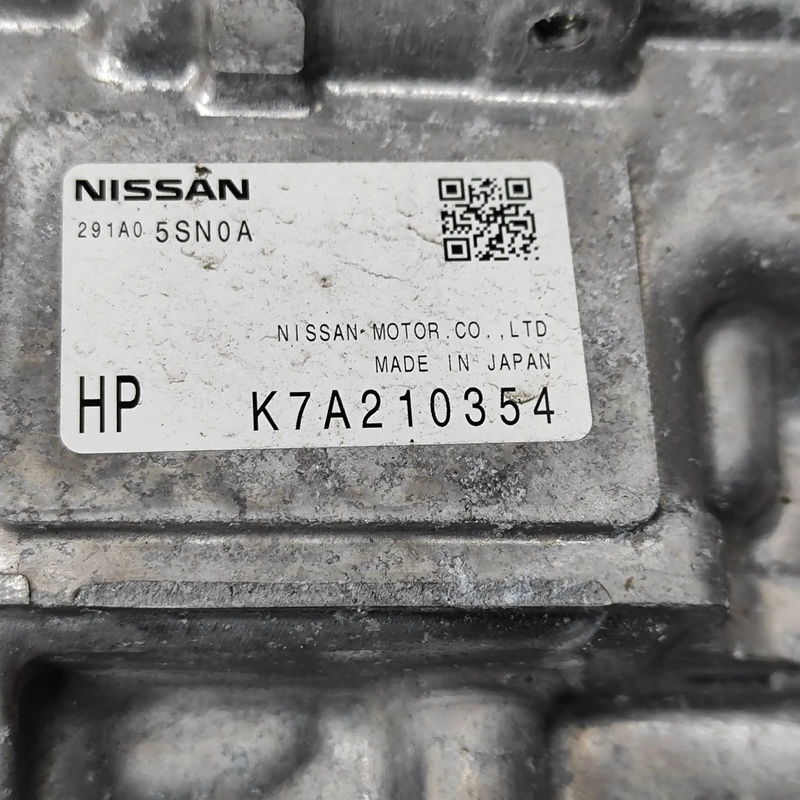 NISSAN
291A0 5SN0A
NISSAN MOTOR.CO.,LTD
MADE IN JAPAN
HP K7A210354